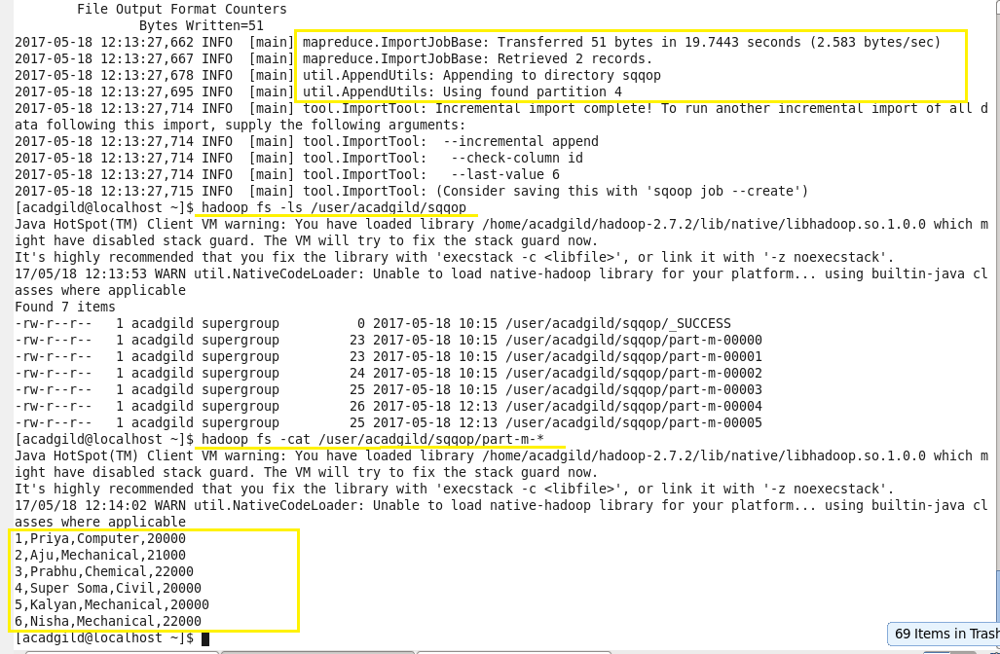 File Output Format Counters
Bytes Written=51
2017-05-18 12:13:27,662 INFO  [main] mapreduce.ImportJobBase: Transferred 51 bytes in 19.7443 seconds (2.583 bytes/sec)
2017-05-18 12:13:27,667 INFO  [main] mapreduce.ImportJobBase: Retrieved 2 records.
2017-05-18 12:13:27,678 INFO  [main] util.AppendUtils: Appending to directory sqqop
2017-05-18 12:13:27,695 INFO  [main] util.AppendUtils: Using found partition 4
2017-05-18 12:13:27,714 INFO  [main] tool.ImportTool: Incremental import complete! To run another incremental import of all d
ata following this import, supply the following arguments:
2017-05-18 12:13:27,714 INFO  [main] tool.ImportTool:  --incremental append
2017-05-18 12:13:27,714 INFO  [main] tool.ImportTool:   --check-column id
2017-05-18 12:13:27,714 INFO  [main] tool.ImportTool:   --last-value 6
2017-05-18 12:13:27,715 INFO  [main] tool.ImportTool: (Consider saving this with 'sqoop job --create')
[acadgild@localhost ~]$ hadoop fs -ls /user/acadgild/sqqop
Java HotSpot(TM) Client VM warning: You have loaded library /home/acadgild/hadoop-2.7.2/lib/native/libhadoop.so.1.0.0 which m
ight have disabled stack guard. The VM will try to fix the stack guard now.
It's highly recommended that you fix the library with 'execstack -c <libfile>', or link it with '-z noexecstack'.
17/05/18 12:13:53 WARN util.NativeCodeLoader: Unable to load native-hadoop library for your platform... using builtin-java cl
asses where applicable
Found 7 items
-rw-r--r--   1 acadgild supergroup          0 2017-05-18 10:15 /user/acadgild/sqqop/_SUCCESS
-rw-r--r--   1 acadgild supergroup         23 2017-05-18 10:15 /user/acadgild/sqqop/part-m-00000
-rw-r--r--   1 acadgild supergroup         23 2017-05-18 10:15 /user/acadgild/sqqop/part-m-00001
-rw-r--r--   1 acadgild supergroup         24 2017-05-18 10:15 /user/acadgild/sqqop/part-m-00002
-rw-r--r--   1 acadgild supergroup         25 2017-05-18 10:15 /user/acadgild/sqqop/part-m-00003
-rw-r--r--   1 acadgild supergroup         26 2017-05-18 12:13 /user/acadgild/sqqop/part-m-00004
-rw-r--r--   1 acadgild supergroup         25 2017-05-18 12:13 /user/acadgild/sqqop/part-m-00005
[acadgild@localhost ~]$ hadoop fs -cat /user/acadgild/sqqop/part-m-*
Java HotSpot(TM) Client VM warning: You have loaded library /home/acadgild/hadoop-2.7.2/lib/native/libhadoop.so.1.0.0 which m
ight have disabled stack guard. The VM will try to fix the stack guard now.
It's highly recommended that you fix the library with 'execstack -c <libfile>', or link it with '-z noexecstack'.
17/05/18 12:14:02 WARN util.NativeCodeLoader: Unable to load native-hadoop library for your platform... using builtin-java cl
asses where applicable
1,Priya,Computer,20000
2,Aju,Mechanical,21000
3,Prabhu,Chemical,22000
4,Super Soma,Civil,20000
5,Kalyan,Mechanical,20000
6,Nisha,Mechanical,22000
[acadgild@localhost ~]$
69 Items in Trash